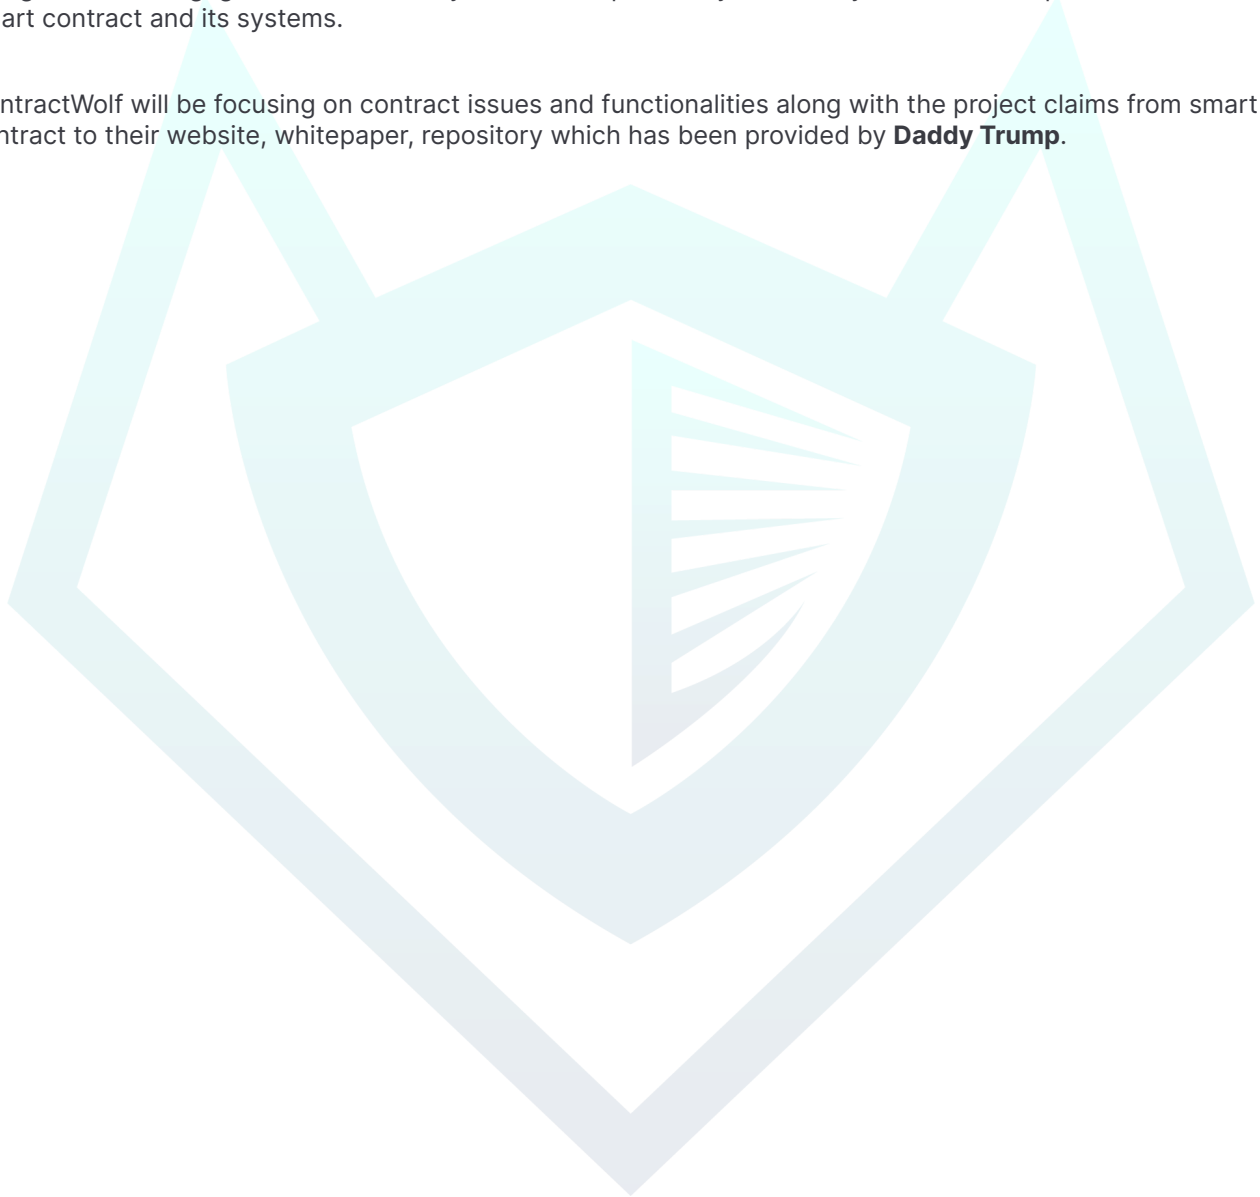 art contract and its systems.
ntractWolf will be focusing on contract issues and functionalities along with the project claims from smart
ntract to their website, whitepaper, repository which has been provided by Daddy Trump.